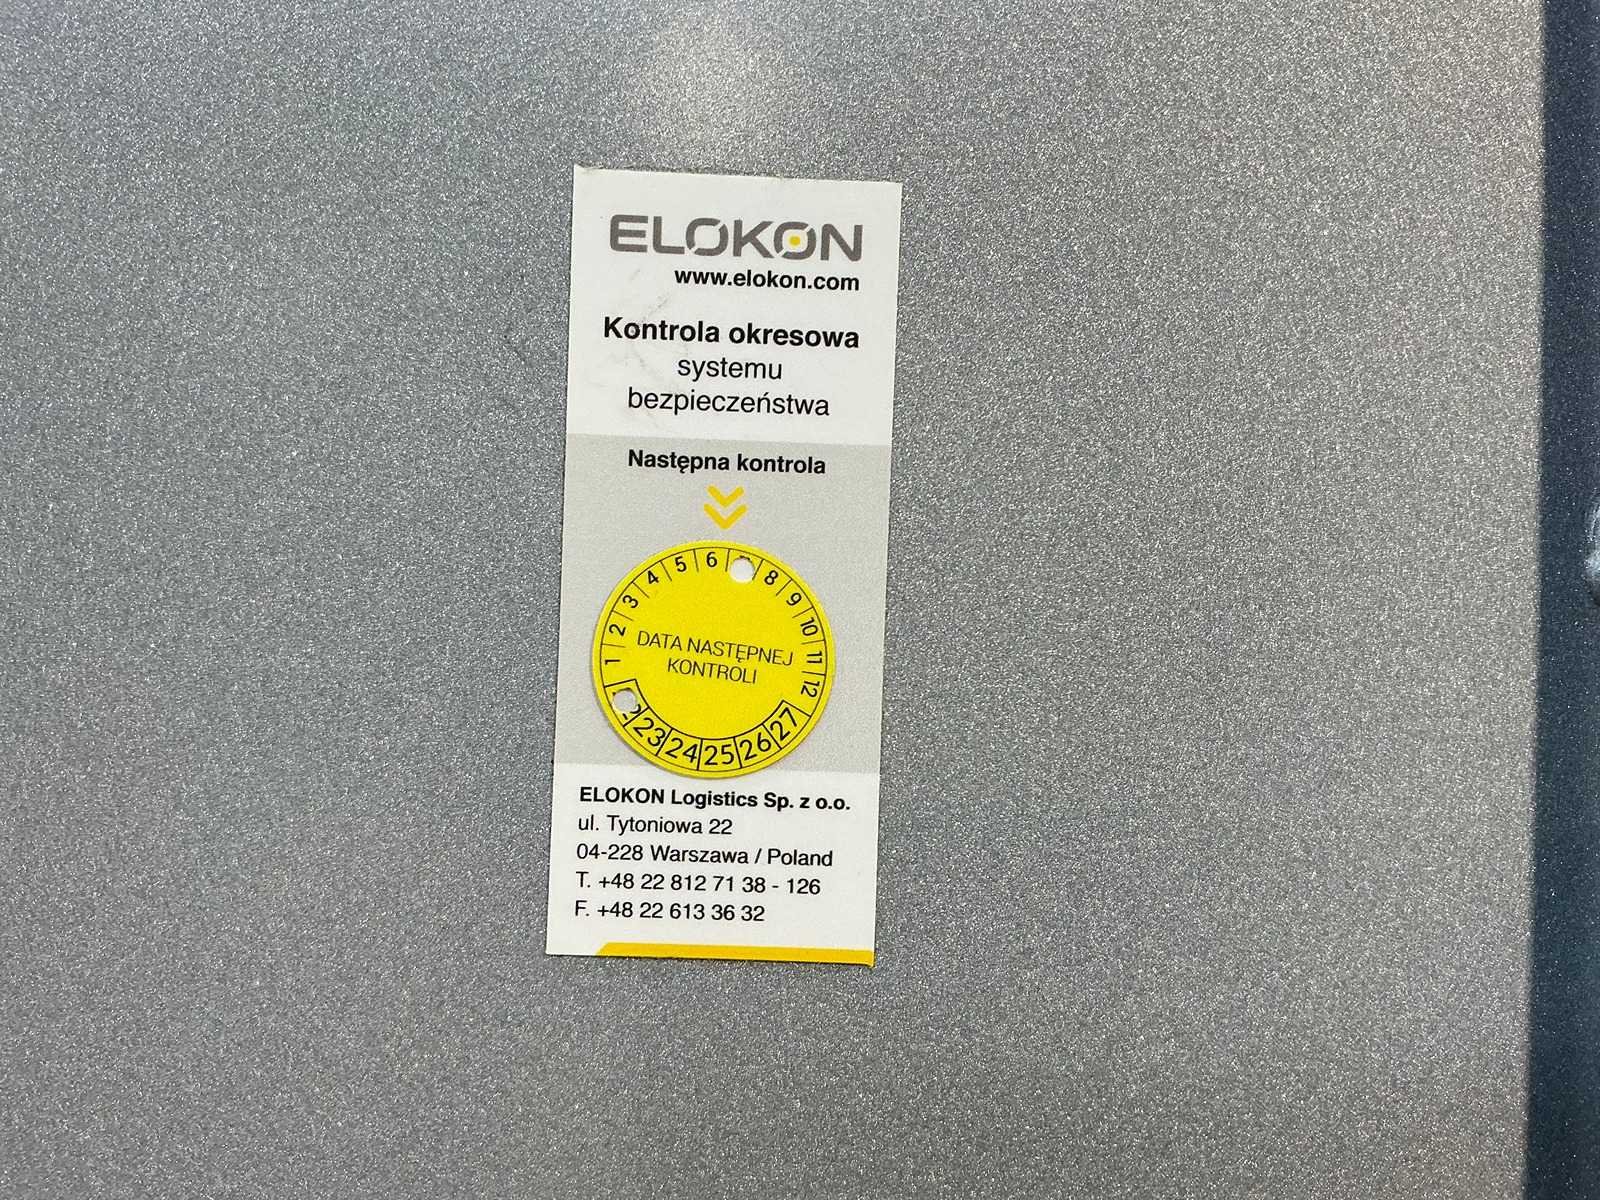 ELOKON
www.elokon.com
Kontrola okresowa
systemu
bezpieczeństwa
Następna kontrola
1 2 3 4 5 6 8 9 10 11 12
DATA NASTĘPNEJ
KONTROLI
23 24 25 26 27
ELOKON Logistics Sp. z o.o.
ul. Tytoniowa 22
04-228 Warszawa / Poland
T. +48 22 812 71 38 - 126
F. +48 22 613 36 32